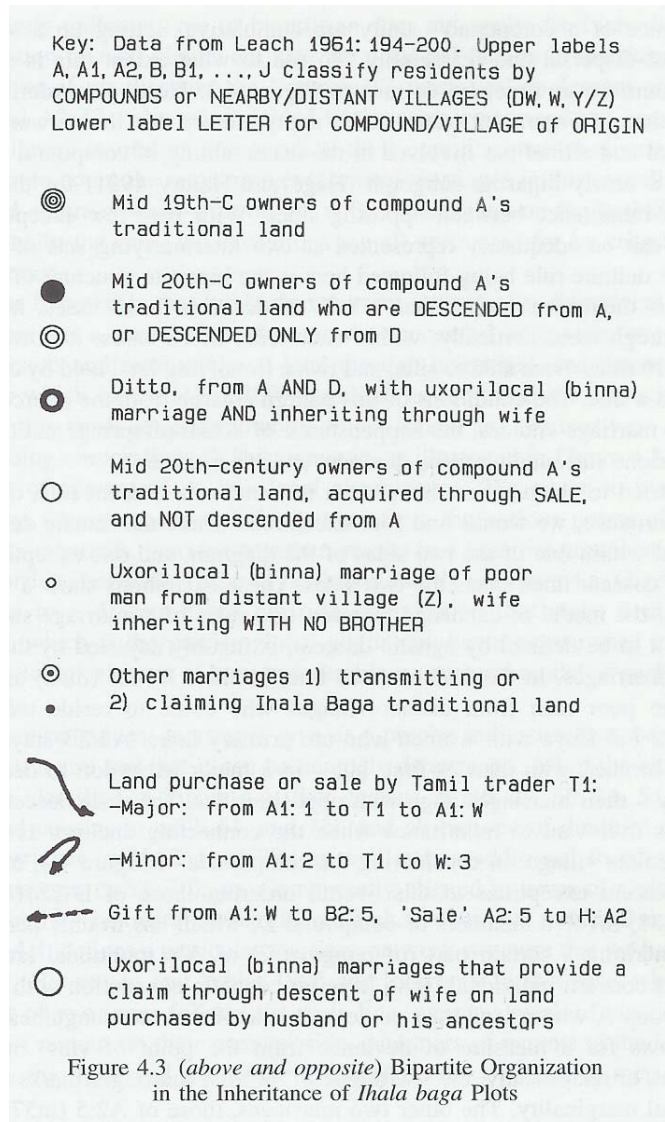 Key: Data from Leach 1961: 194-200. Upper labels
A, A1, A2, B, B1, ..., J classify residents by
COMPOUNDS or NEARBY/DISTANT VILLAGES (DW, W, Y/Z)
Lower label LETTER for COMPOUND/VILLAGE of ORIGIN
Mid 19th-C owners of compound A's
traditional land
Mid 20th-C owners of compound A's
traditional land who are DESCENDED from A,
or DESCENDED ONLY from D
Ditto, from A AND D, with uxorilocal (binna)
marriage AND inheriting through wife
Mid 20th-century owners of compound A's
traditional land, acquired through SALE,
and NOT descended from A
Uxorilocal (binna) marriage of poor
man from distant village (Z), wife
inheriting WITH NO BROTHER
Other marriages 1) transmitting or
2) claiming Ihala Baga traditional land
Land purchase and sale by Tamil trader T1:
-Major: from A1:1 to T1 to A1:W
-Minor: from A1:2 to T1 to W:3
Gift from A1:W to B2:5, 'Sale' A2:5 to H:A2
Uxorilocal (binna) marriages that provide a
claim through descent of wife on land
purchased by husband or his ancestors
Figure 4.3 (above and opposite) Bipartite Organization
in the Inheritance of Ihala baga Plots